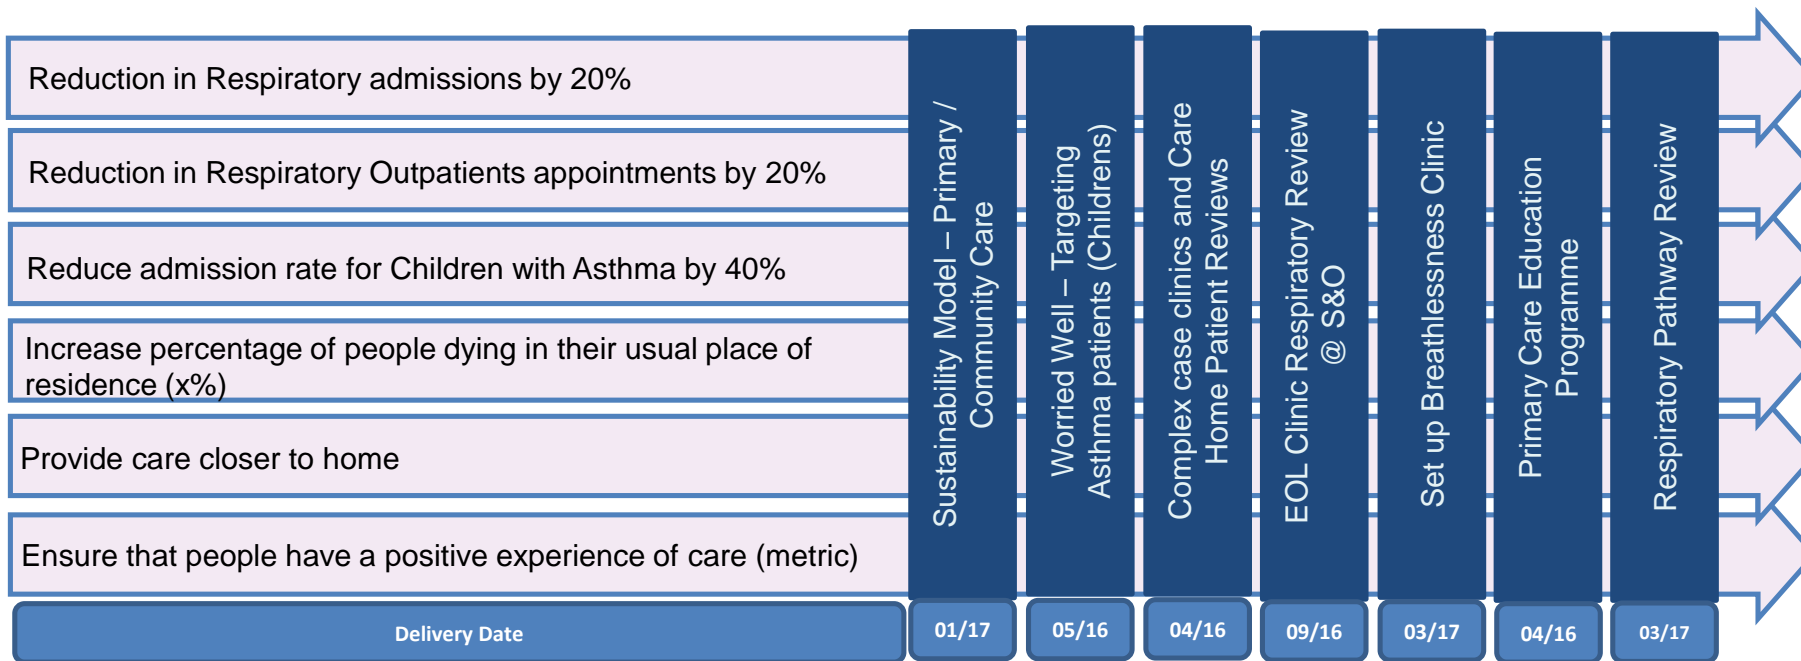 Reduction in Respiratory admissions by 20%
Reduction in Respiratory Outpatients appointments by 20%
Reduce admission rate for Children with Asthma by 40%
Increase percentage of people dying in their usual place of
residence (x%)
Provide care closer to home
Ensure that people have a positive experience of care (metric)
Sustainability Model – Primary /
Community Care
Worried Well – Targeting
Asthma patients (Childrens)
Complex case clinics and Care
Home Patient Reviews
EOL Clinic Respiratory Review
@ S&O
Set up Breathlessness Clinic
Primary Care Education
Programme
Respiratory Pathway Review
Delivery Date
01/17
05/16
04/16
09/16
03/17
04/16
03/17